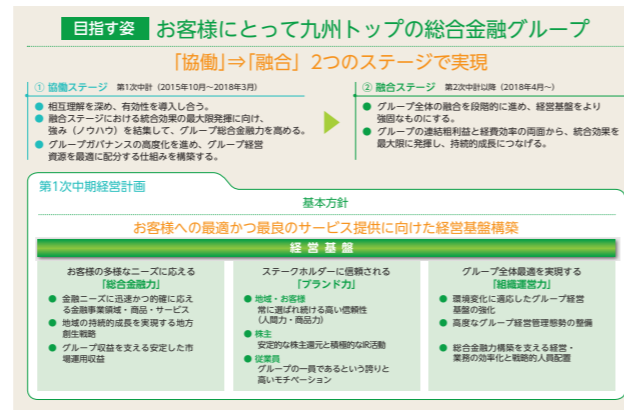 目指す姿 お客様にとって九州トップの総合金融グループ
「協働」⇒「融合」2つのステージで実現
① 協働ステージ 第1次中計(2015年10月~2018年3月)
● 相互理解を深め、有効性を導入し合う。
● 融合ステージにおける統合効果の最大限発揮に向け、
強み(ノウハウ)を結集して、グループ総合金融力を高める。
● グループガバナンスの高度化を進め、グループ経営
資源を最適に配分する仕組みを構築する。
② 融合ステージ 第2次中計以降(2018年4月~)
● グループ全体の融合を段階的に進め、経営基盤をより
強固なものにする。
● グループの連結粗利益と経費効率の両面から、統合効果を
最大限に発揮し、持続的成長につなげる。
第1次中期経営計画
基本方針
お客様への最適かつ最良のサービス提供に向けた経営基盤構築
経営基盤
お客様の多様なニーズに応える
「総合金融力」
● 金融ニーズに迅速かつ的確に応え
る金融事業領域・商品・サービス
● 地域の持続的成長を実現する地方
創生戦略
● グループ収益を支える安定した市
場運用収益
ステークホルダーに信頼される
「ブランド力」
● 地域・お客様
常に選ばれ続ける高い信頼性
(人間力・商品力)
● 株主
安定的な株主還元と積極的なIR活動
● 従業員
グループの一員であるという誇りと
高いモチベーション
グループ全体最適を実現する
「組織運営力」
● 環境変化に適応したグループ経営
基盤の強化
● 高度なグループ経営管理態勢の整備
● 総合金融力構築を支える経営・
業務の効率化と戦略的人員配置